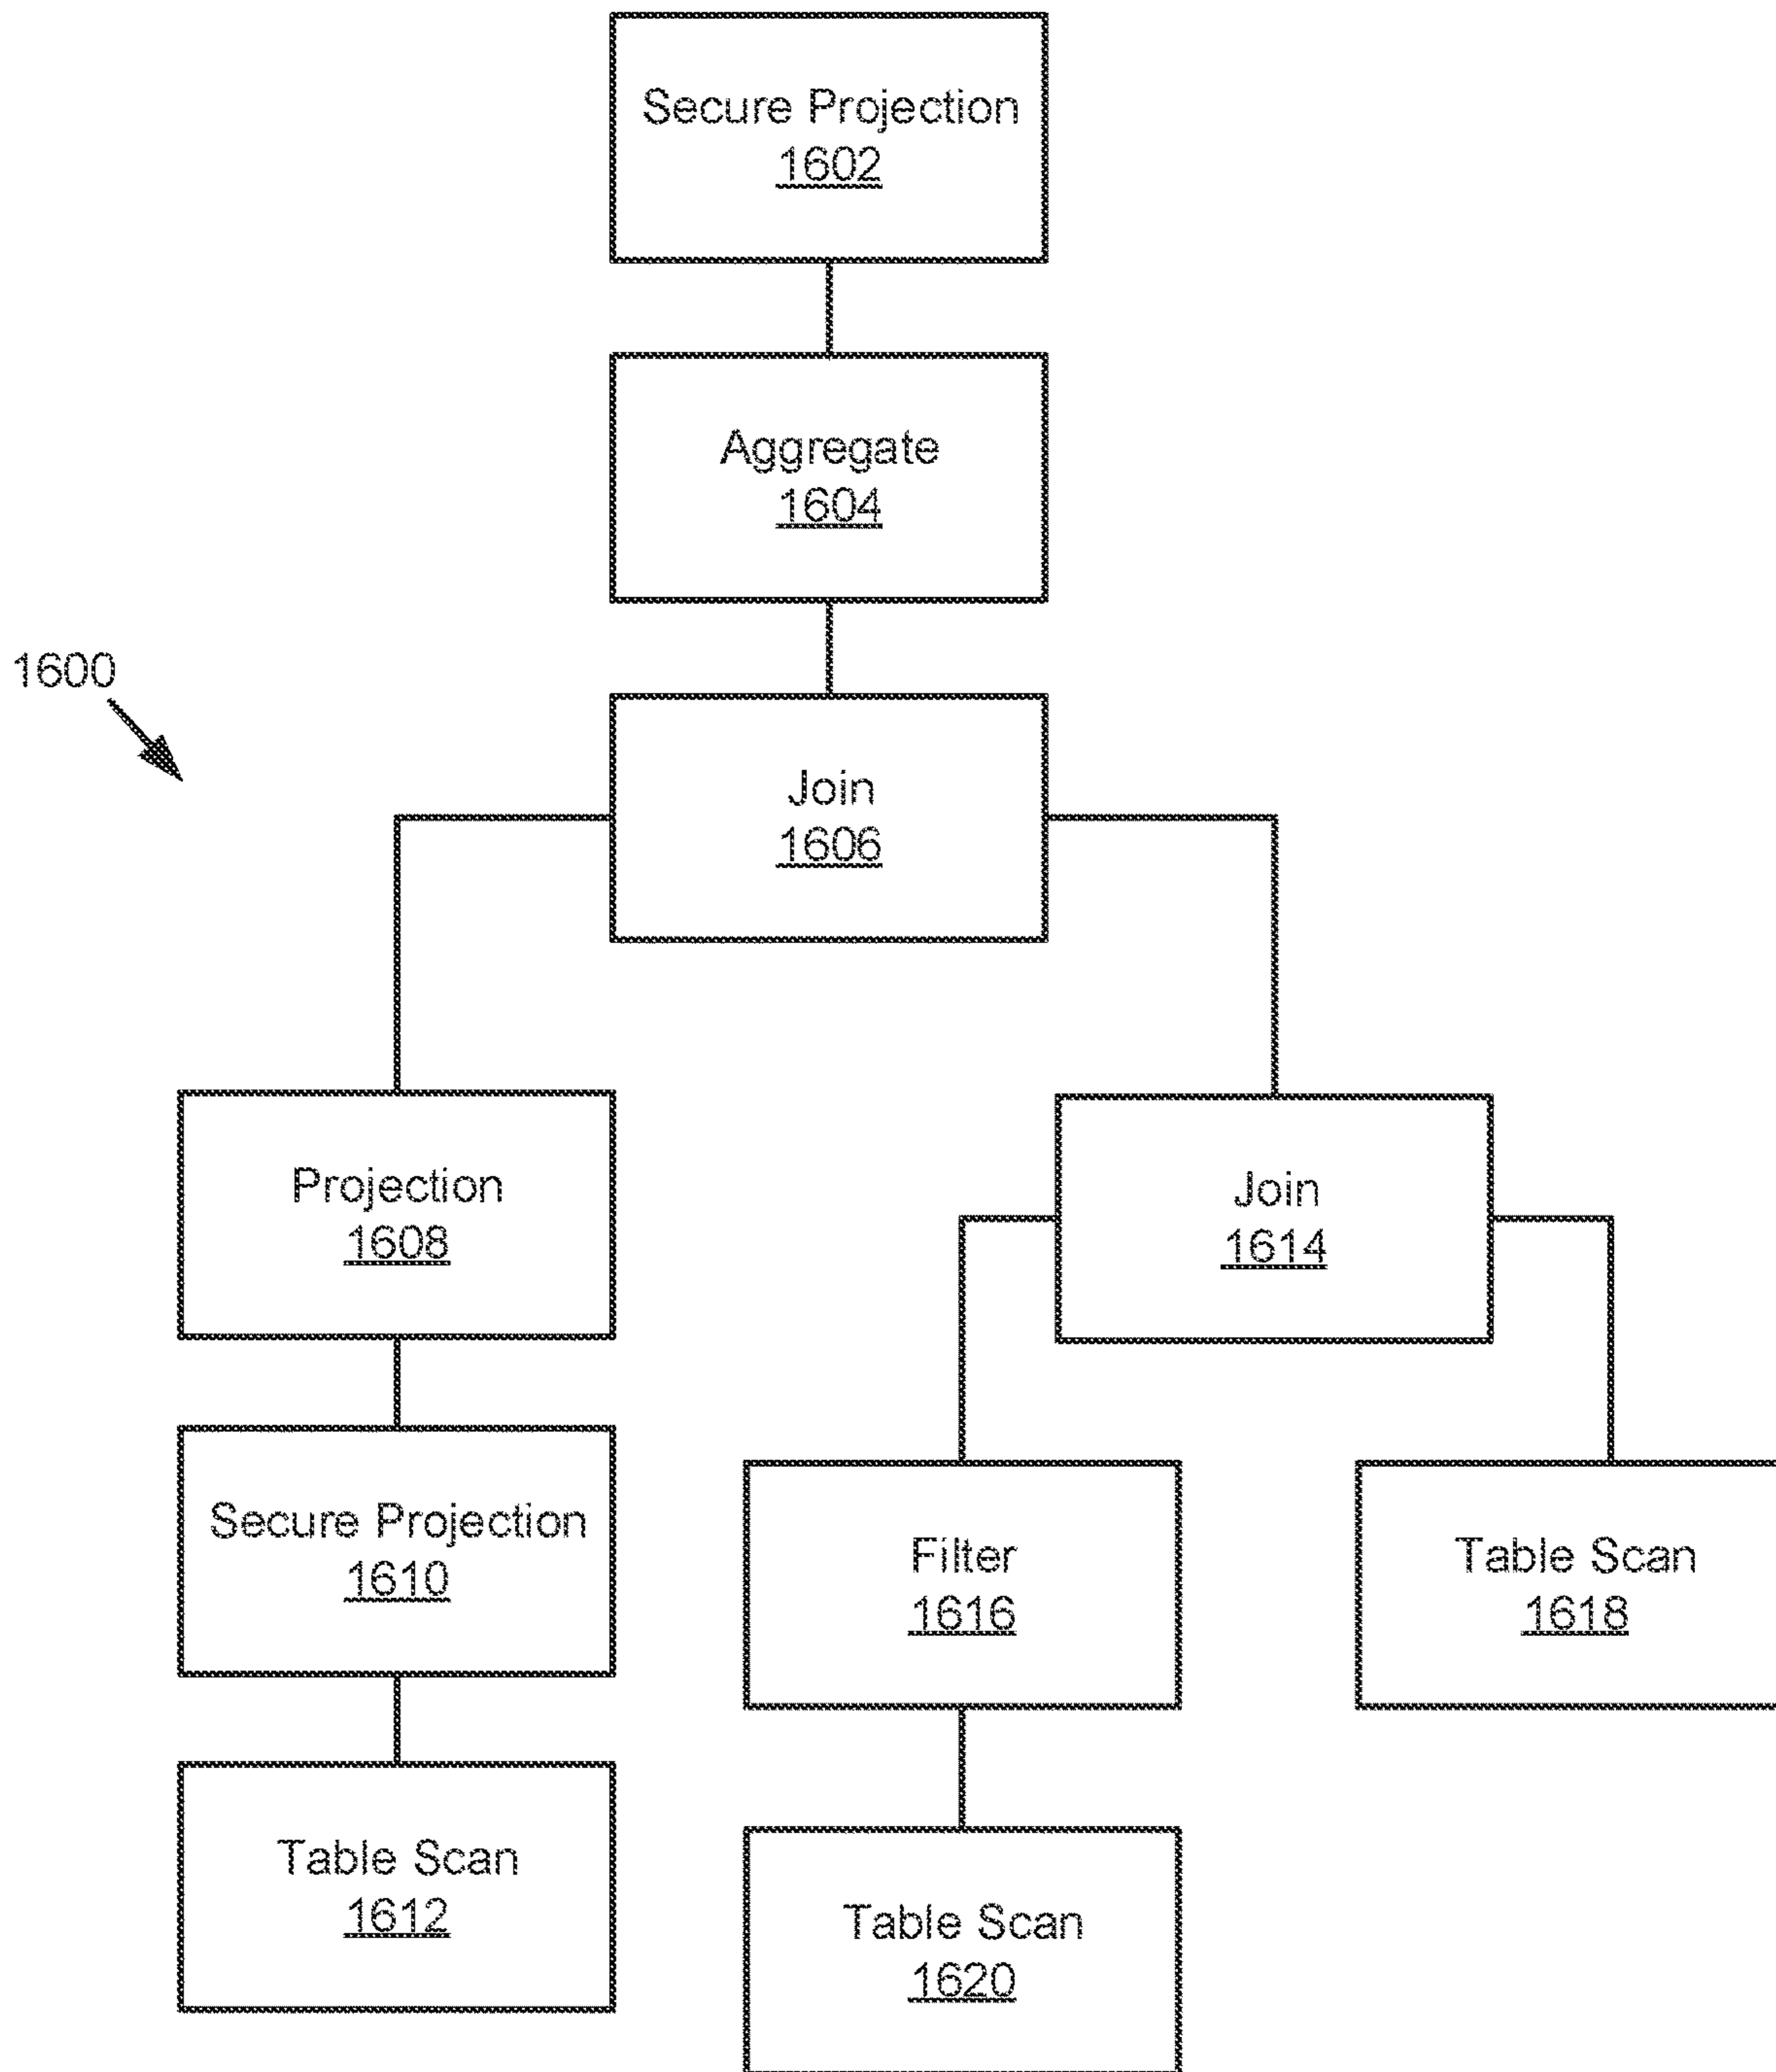 Secure Projection
1602
Aggregate
1604
1600
Join
1606
Projection
1608
Join
1614
Secure Projection
1610
Filter
1616
Table Scan
1618
Table Scan
1612
Table Scan
1620